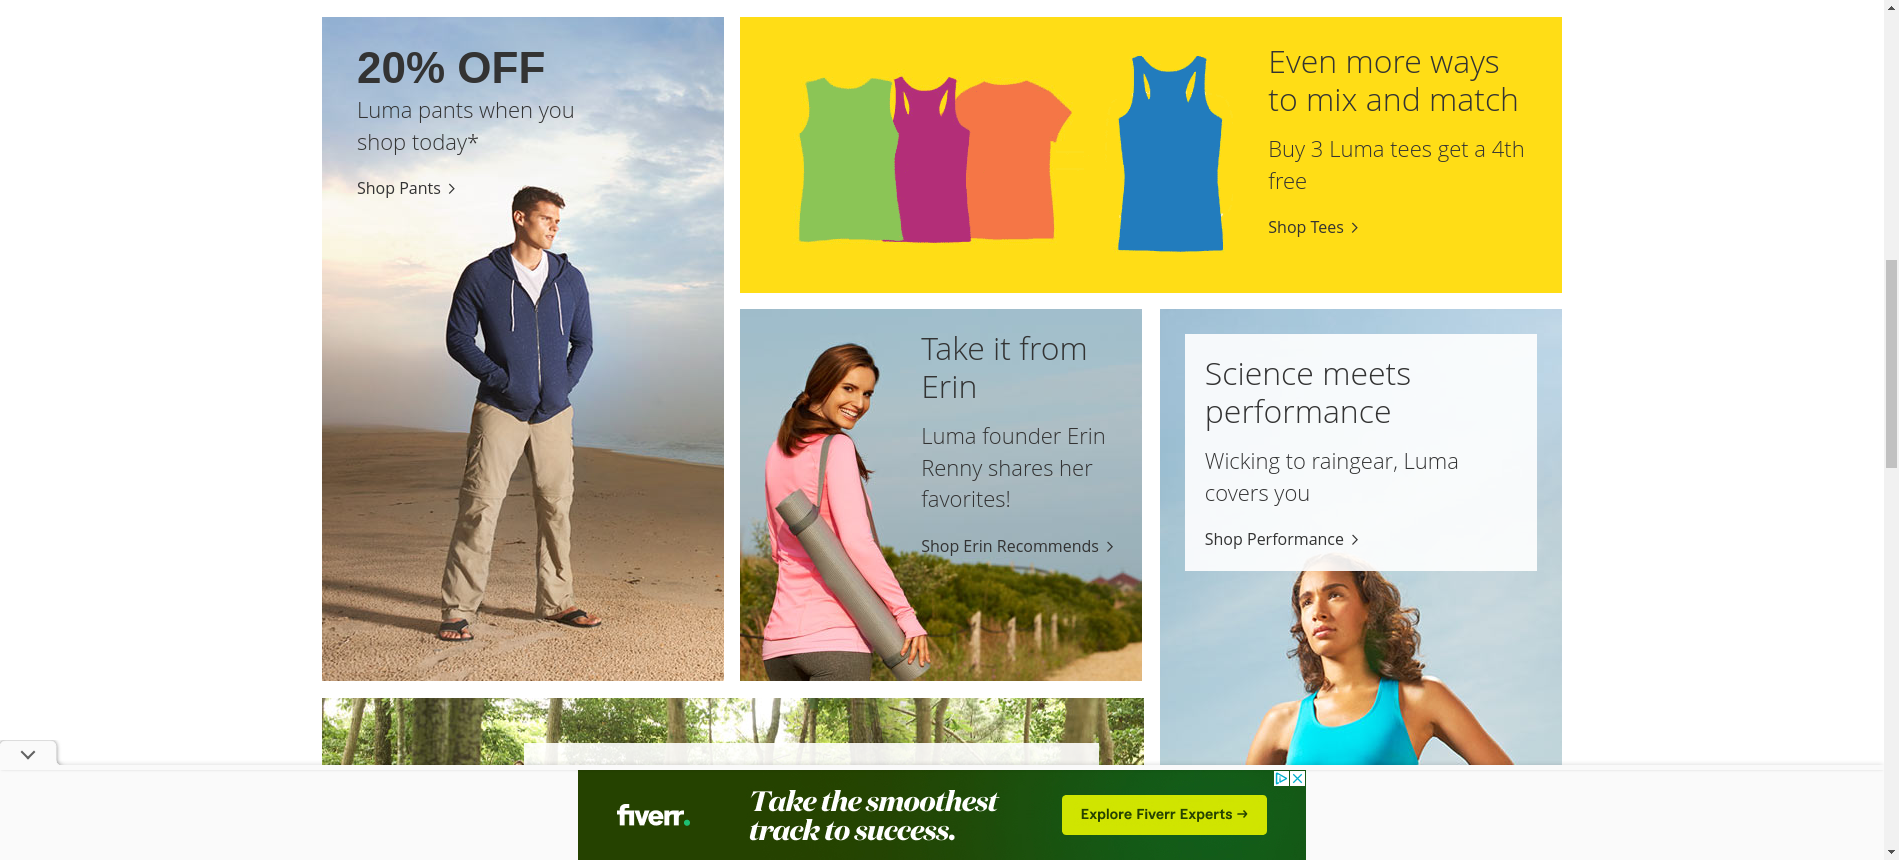 20% OFF
Luma pants when you
shop today*
Shop Pants
Even more ways
to mix and match
Buy 3 Luma tees get a 4th
free
Shop Tees
Take it from
Erin
Luma founder Erin
Renny shares her
favorites!
Shop Erin Recommends
Science meets
performance
Wicking to raingear, Luma
covers you
Shop Performance
fiverr.
Take the smoothest
track to success.
Explore Fiverr Experts →